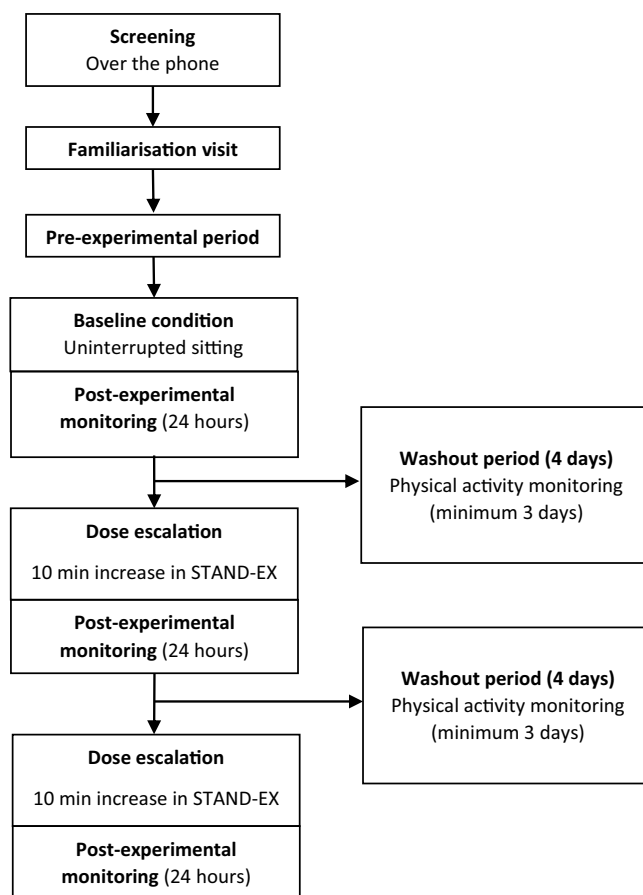 Screening
Over the phone
Familiarisation visit
Pre-experimental period
Baseline condition
Uninterrupted sitting
Post-experimental
monitoring (24 hours)
Washout period (4 days)
Physical activity monitoring
(minimum 3 days)
Dose escalation
10 min increase in STAND-EX
Post-experimental
monitoring (24 hours)
Washout period (4 days)
Physical activity monitoring
(minimum 3 days)
Dose escalation
10 min increase in STAND-EX
Post-experimental
monitoring (24 hours)